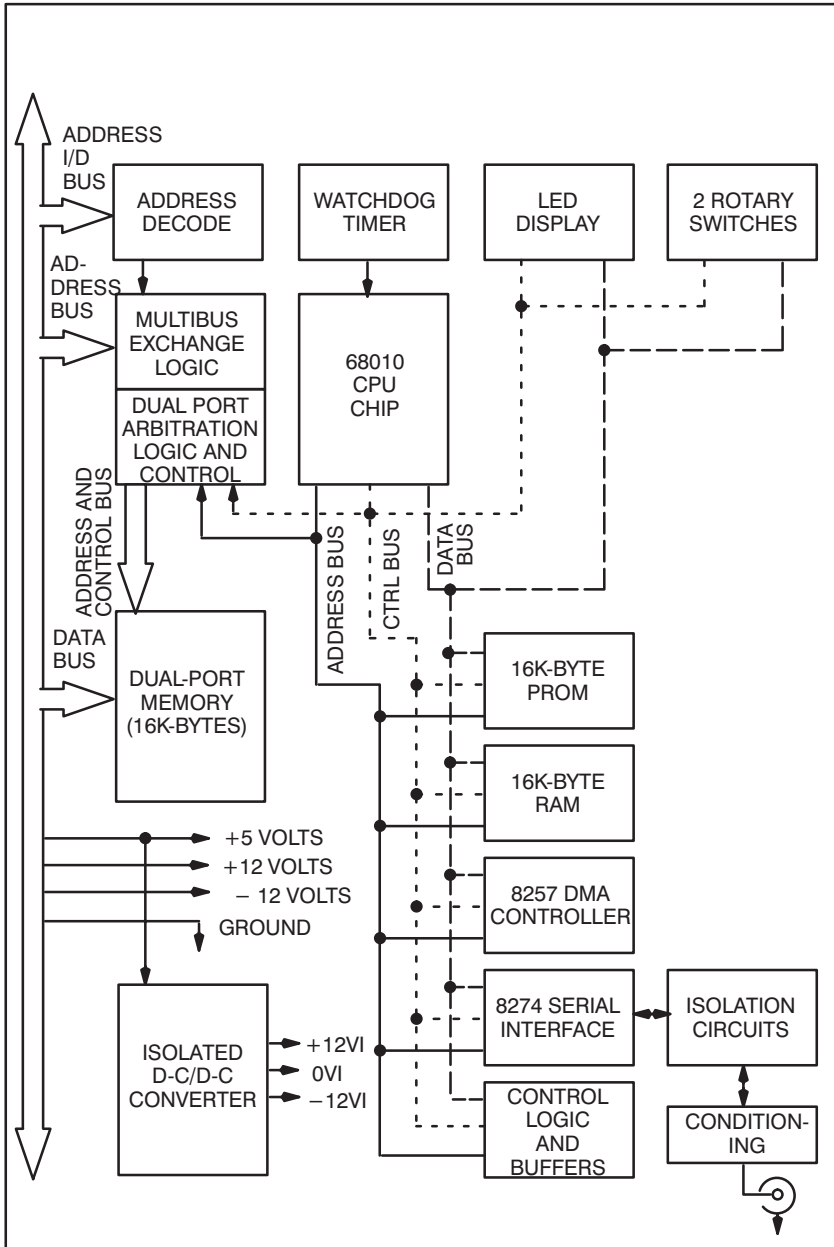 ADDRESS
I/D
BUS
ADDRESS
DECODE
WATCHDOG
TIMER
LED
DISPLAY
2 ROTARY
SWITCHES
AD-
DRESS
BUS
MULTIBUS
EXCHANGE
LOGIC
DUAL PORT
ARBITRATION
LOGIC AND
CONTROL
68010
CPU
CHIP
ADDRESS AND
CONTROL BUS
ADDRESS BUS
CTRL BUS
DATA
BUS
DATA
BUS
DUAL-PORT
MEMORY
(16K-BYTES)
16K-BYTE
PROM
16K-BYTE
RAM
+5 VOLTS
+12 VOLTS
– 12 VOLTS
GROUND
8257 DMA
CONTROLLER
8274 SERIAL
INTERFACE
ISOLATION
CIRCUITS
ISOLATED
D-C/D-C
CONVERTER
+12VI
0VI
–12VI
CONTROL
LOGIC
AND
BUFFERS
CONDITION-
ING